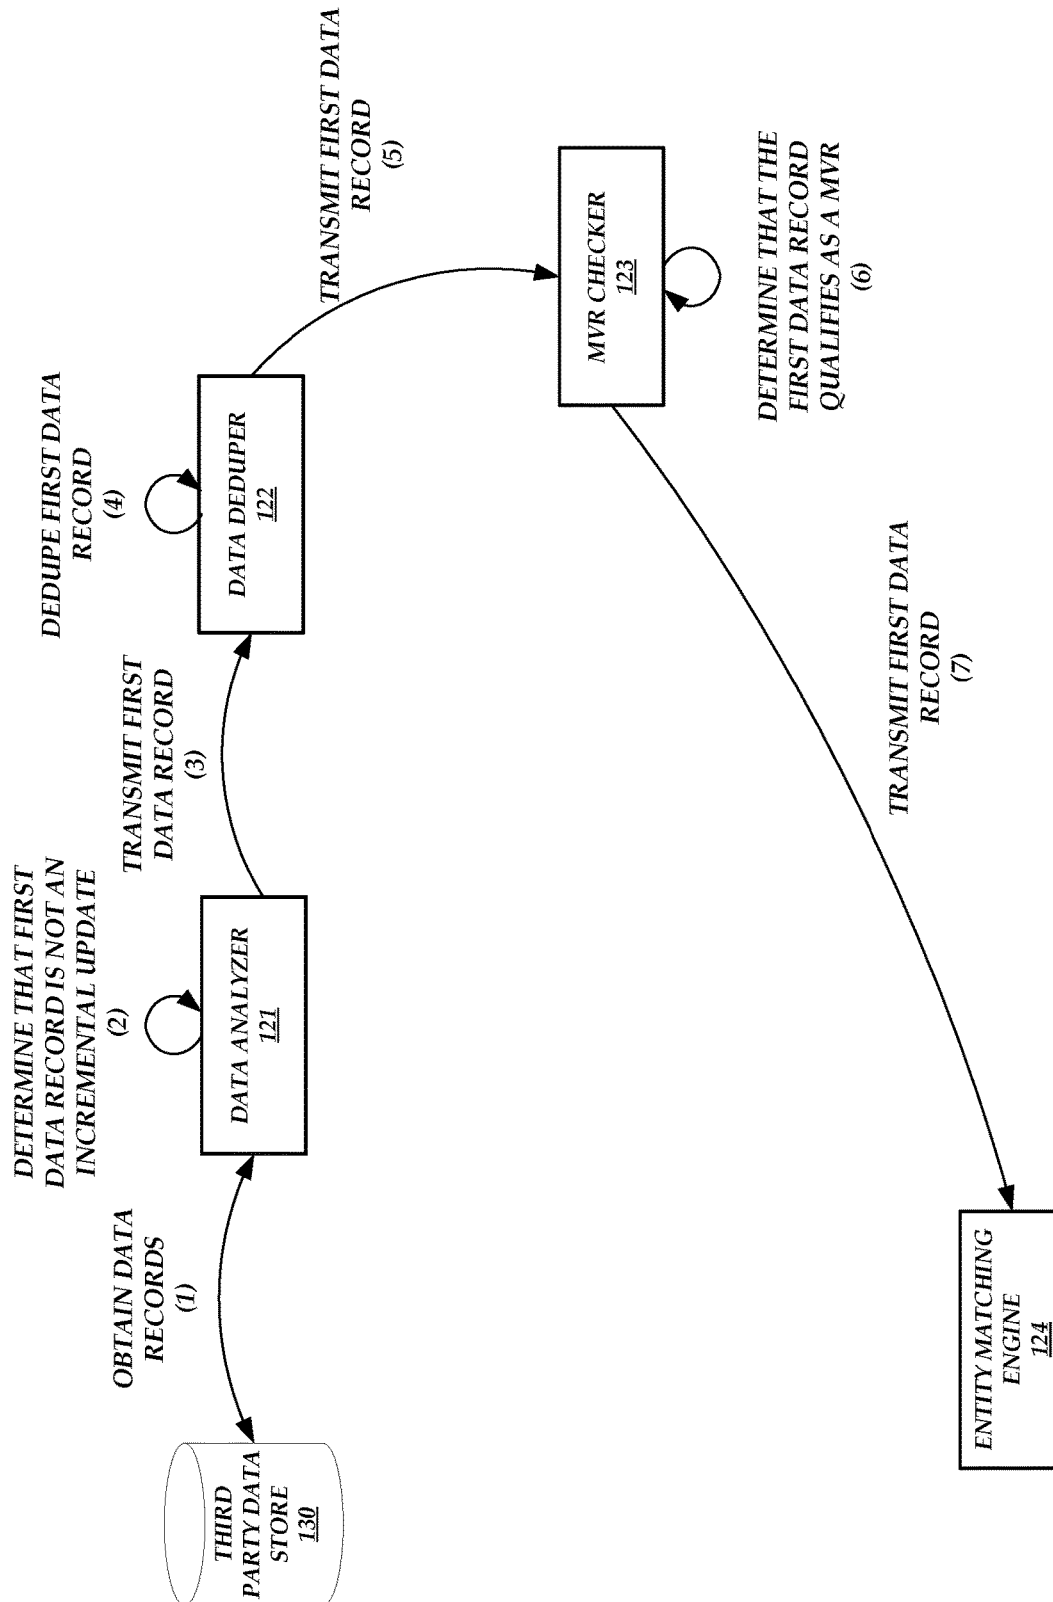 THIRD
PARTY DATA
STORE
130
OBTAIN DATA
RECORDS
(1)
DETERMINE THAT FIRST
DATA RECORD IS NOT AN
INCREMENTAL UPDATE
(2)
DATA ANALYZER
121
TRANSMIT FIRST
DATA RECORD
(3)
DEDUPE FIRST DATA
RECORD
(4)
DATA DEDUPER
122
TRANSMIT FIRST DATA
RECORD
(5)
MVR CHECKER
123
DETERMINE THAT THE
FIRST DATA RECORD
QUALIFIES AS A MVR
(6)
TRANSMIT FIRST DATA
RECORD
(7)
ENTITY MATCHING
ENGINE
124